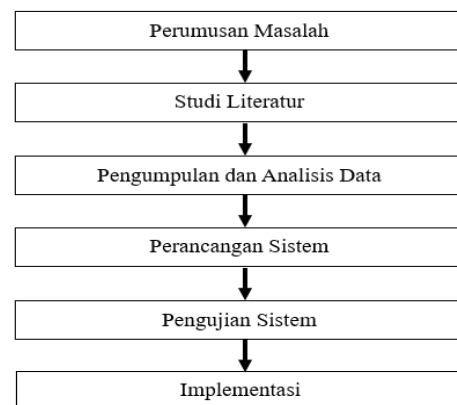 Perumusan Masalah
Studi Literatur
Pengumpulan dan Analisis Data
Perancangan Sistem
Pengujian Sistem
Implementasi